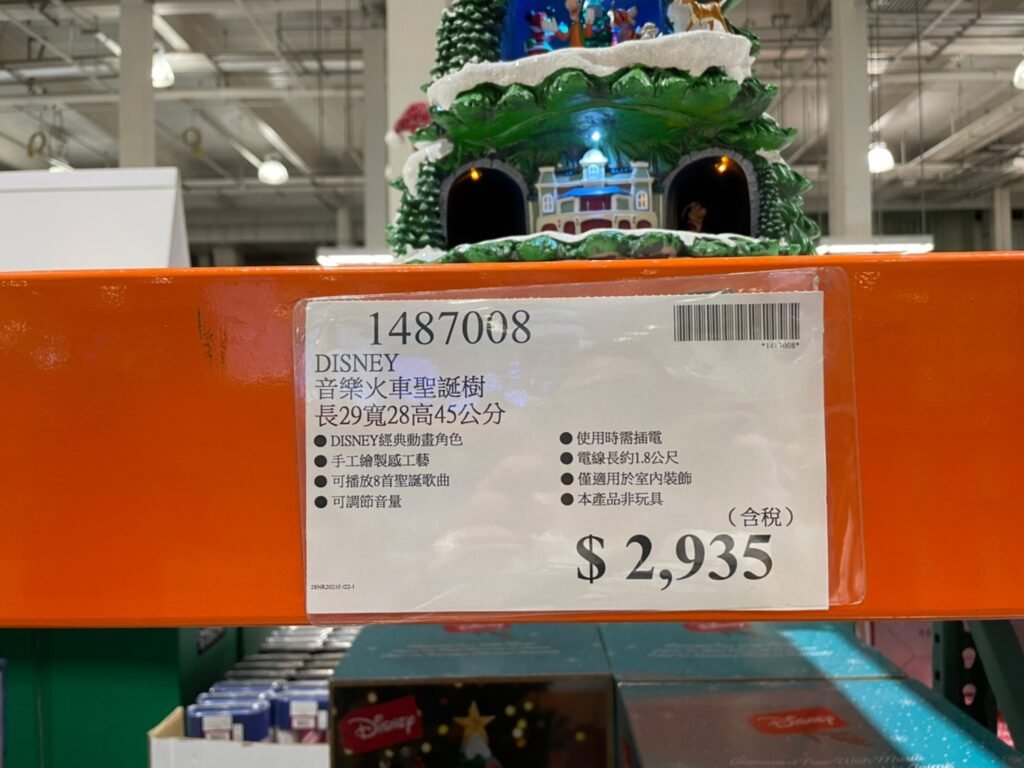 1487008
DISNEY
音樂火車聖誕樹
長29寬28高45公分
● DISNEY經典動畫角色
● 手工繪製感工藝
● 可播放8首聖誕歌曲
● 可調節音量
● 使用時需插電
● 電線長約1.8公尺
● 僅適用於室內裝飾
● 本產品非玩具
（含稅）
$ 2,935
Disney
Disney
Animated Tree With Music